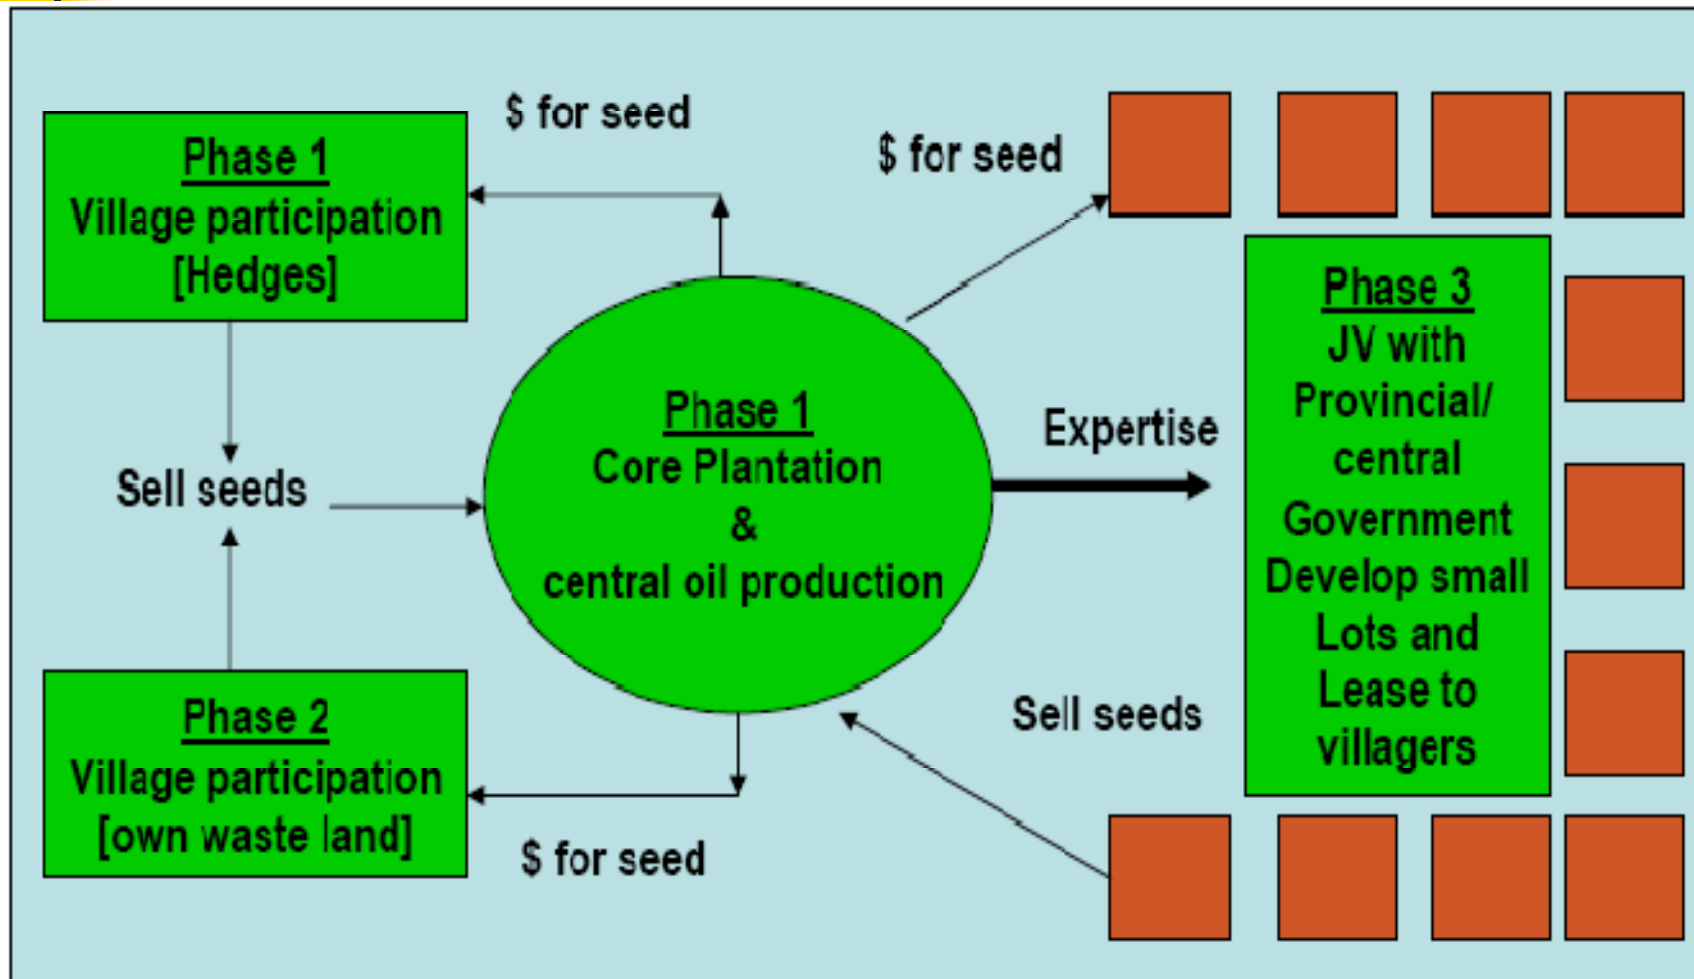 $ for seed
$ for seed
Phase 1
Village participation
[Hedges]
Phase 3
JV with
Provincial/
central
Government
Develop small
Lots and
Lease to
villagers
Phase 1
Core Plantation
&
central oil production
Expertise
Sell seeds
Sell seeds
Phase 2
Village participation
[own waste land]
$ for seed